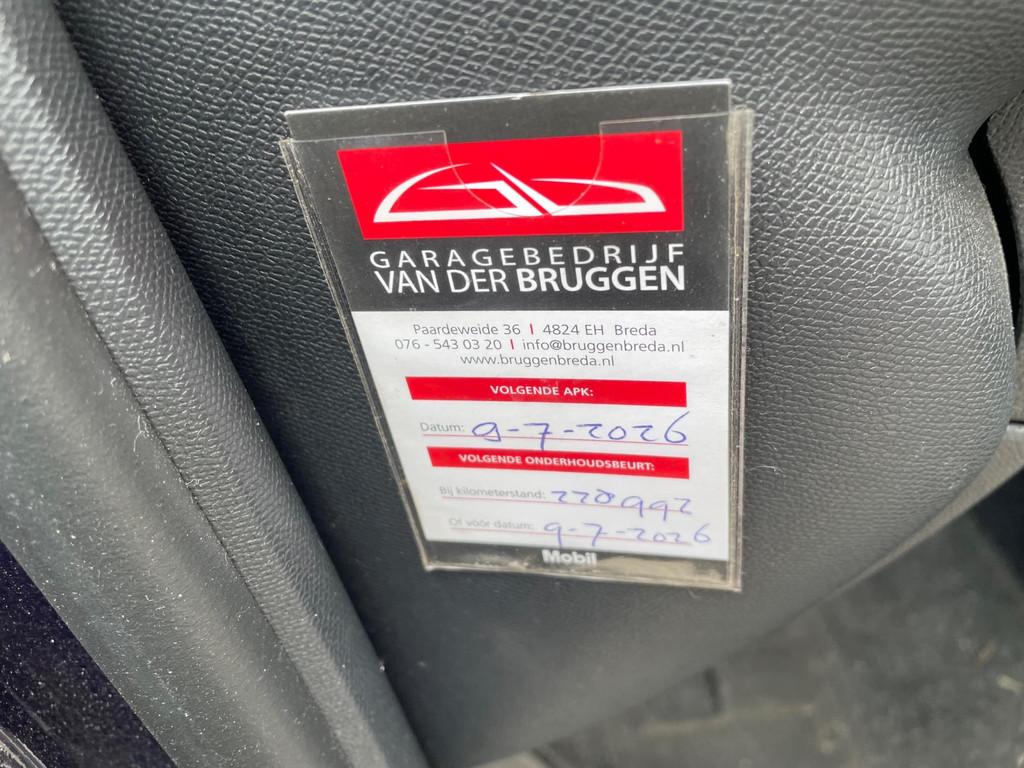 GARAGEBEDRIJF
VAN DER BRUGGEN
Paardeweide 36 | 4824 EH Breda
076 - 543 03 20 | info@bruggenbreda.nl
www.bruggenbreda.nl
VOLGENDE APK:
Datum: 9-7-2026
VOLGENDE ONDERHOUDSBEURT:
Bij kilometerstand: 220992
Of vóór datum: 9-7-2026
Mobil